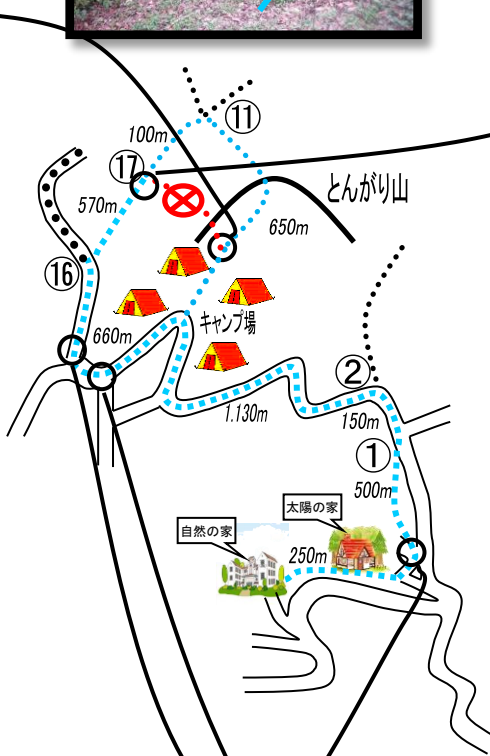 ⑪
100m
⑰
とんがり山
570m
650m
⑯
キャンプ場
660m
②
1.130m
150m
①
500m
太陽の家
自然の家
250m